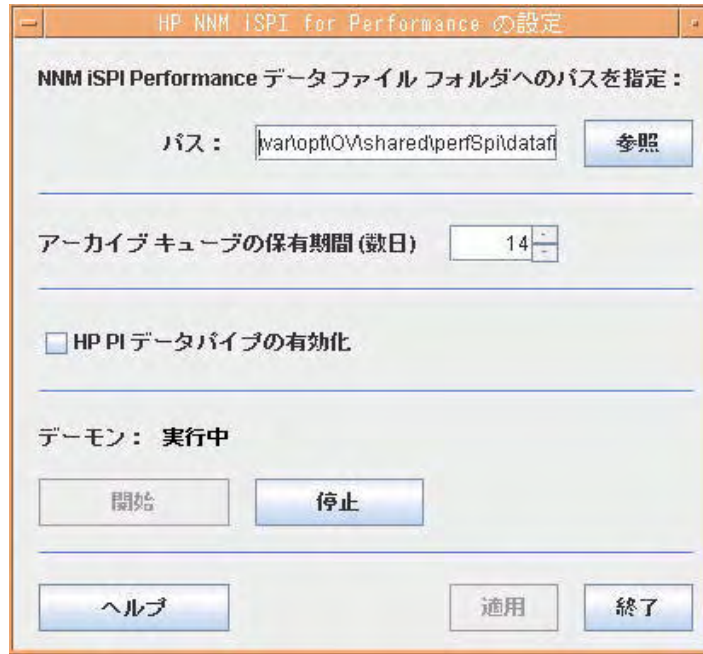 HP NNM iSPI for Performance の設定
NNM iSPI Performance データファイル フォルダへのパスを指定：
パス： \var\opt\OV\shared\perfSpi\datafi 参照
アーカイブ キューブの保有期間 (数日) 14
HP PI データパイプの有効化
デーモン： 実行中
開始 停止
ヘルプ 適用 終了